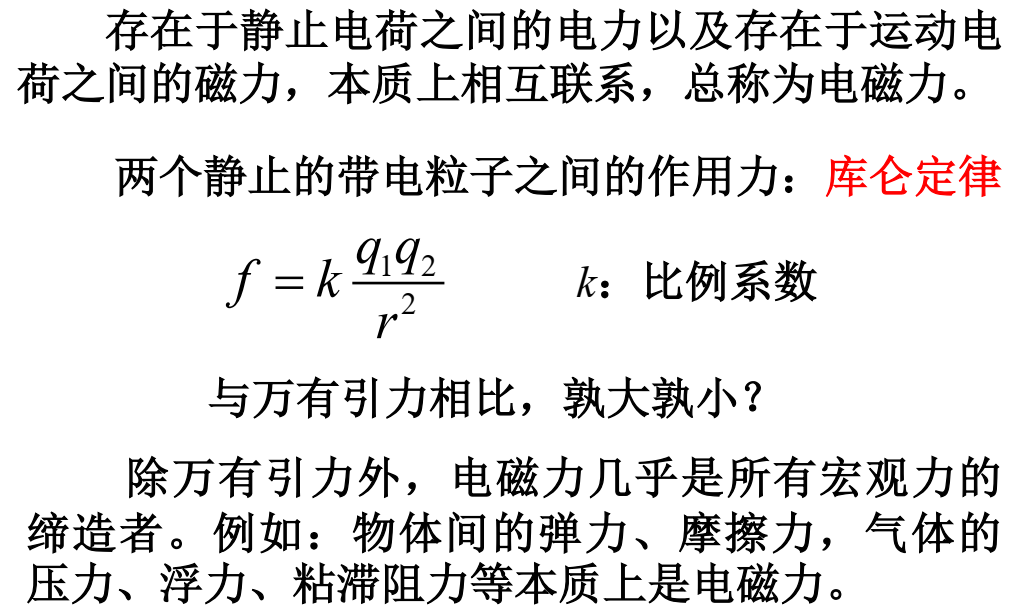 存在于静止电荷之间的电力以及存在于运动电
荷之间的磁力，本质上相互联系，总称为电磁力。
两个静止的带电粒子之间的作用力：库仑定律
f = k \frac{q_1 q_2}{r^2} k：比例系数
与万有引力相比，孰大孰小？
除万有引力外，电磁力几乎是所有宏观力的
缔造者。例如：物体间的弹力、摩擦力，气体的
压力、浮力、粘滞阻力等本质上是电磁力。